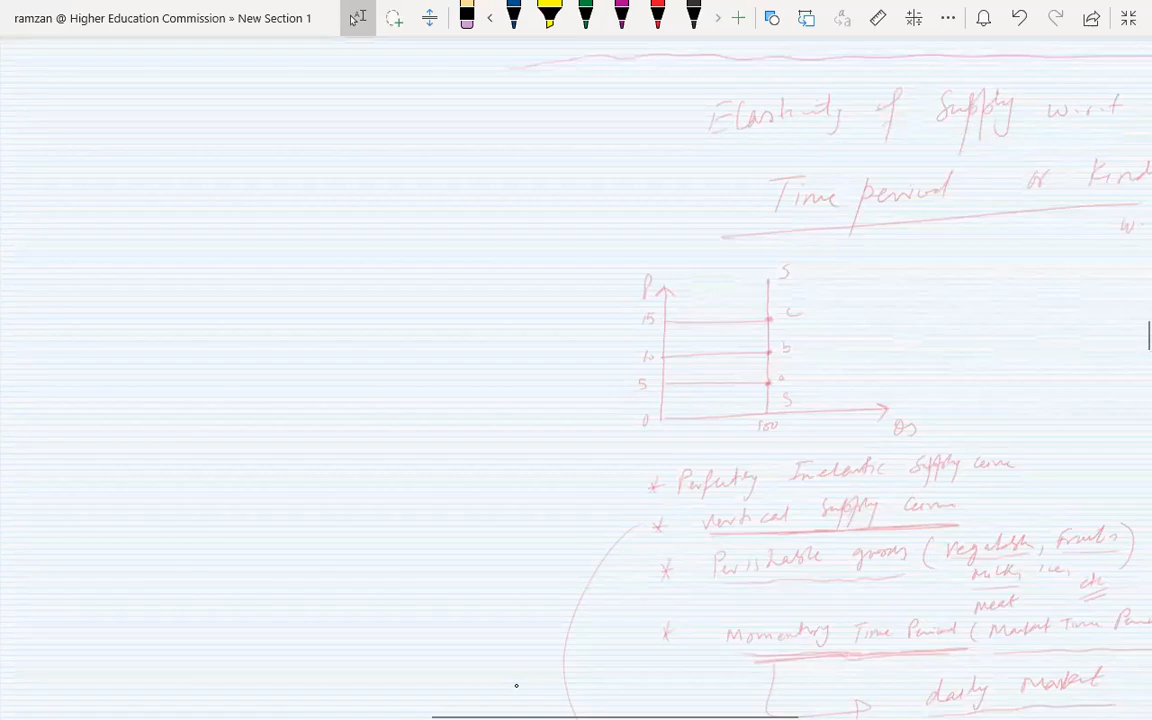 ramzan @ Higher Education Commission » New Section 1
Elasticity of Supply w.r.t
Time period or Kind
w
P
S
15
c
10
b
5
a
S
0
100
Qs
* Perfectly Inelastic Supply curve
* Vertical Supply curve
* Perishable goods (vegetables, Fruits)
milk, ice,
etc
meet
* Momentary Time Period (Market Time Per
daily Market